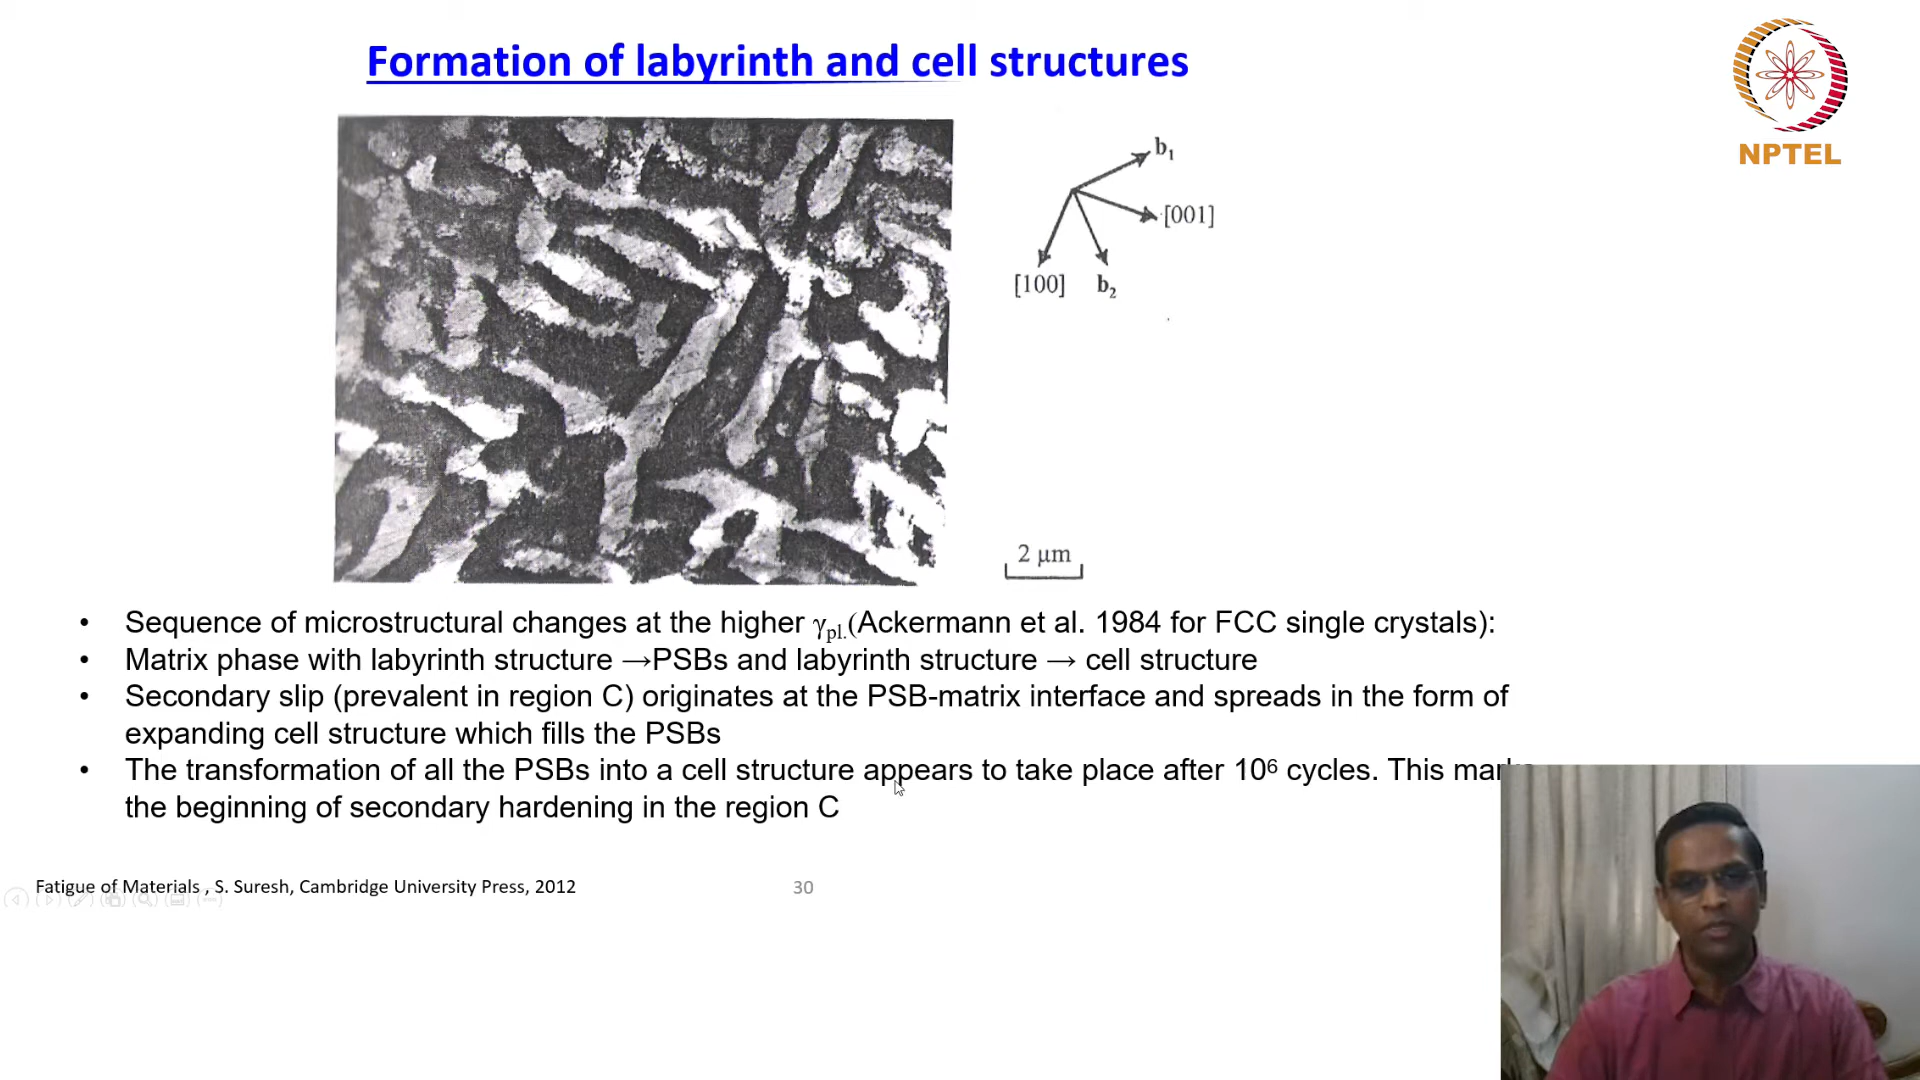 Formation of labyrinth and cell structures
NPTEL
b₁
[001]
[100] b₂
2 µm
• Sequence of microstructural changes at the higher γpl.(Ackermann et al. 1984 for FCC single crystals):
• Matrix phase with labyrinth structure →PSBs and labyrinth structure → cell structure
• Secondary slip (prevalent in region C) originates at the PSB-matrix interface and spreads in the form of
expanding cell structure which fills the PSBs
• The transformation of all the PSBs into a cell structure appears to take place after 10⁶ cycles. This
the beginning of secondary hardening in the region C
Fatigue of Materials , S. Suresh, Cambridge University Press, 2012
30